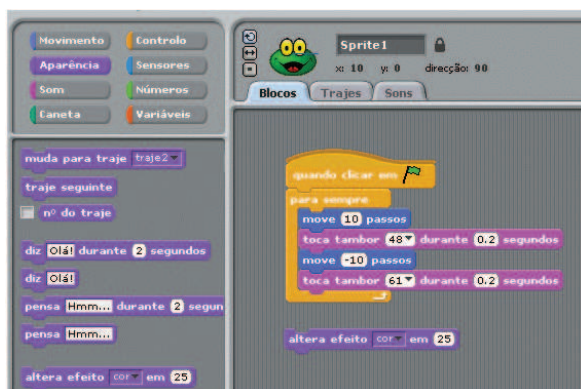 Movimento Controlo
Aparência Sensores
Som Números
Caneta Variáveis
Sprite1
x: 10 y: 0 direcção: 90
Blocos Trajes Sons
muda para traje traje2
traje seguinte
nº do traje
diz Olá! durante 2 segundos
diz Olá!
pensa Hmm... durante 2 segun
pensa Hmm...
altera efeito cor em 25
quando clicar em
para sempre
move 10 passos
toca tambor 48 durante 0.2 segundos
move -10 passos
toca tambor 61 durante 0.2 segundos
altera efeito cor em 25